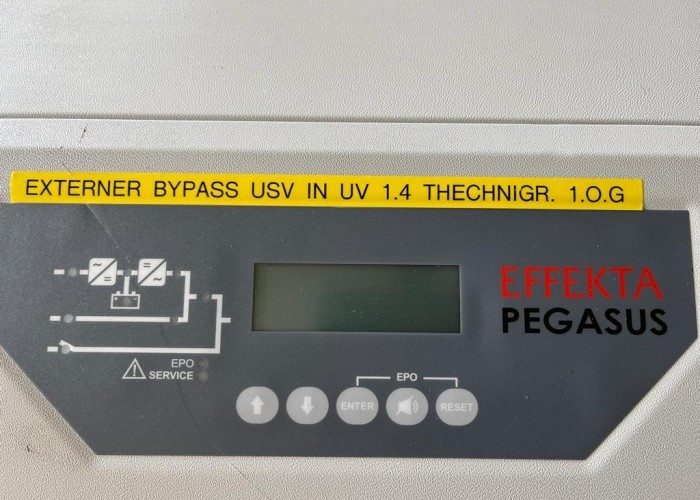 EXTERNER BYPASS USV IN UV 1.4 THECHNIGR. 1.O.G
EFFEKTA
PEGASUS
EPO
SERVICE
EPO
ENTER
RESET